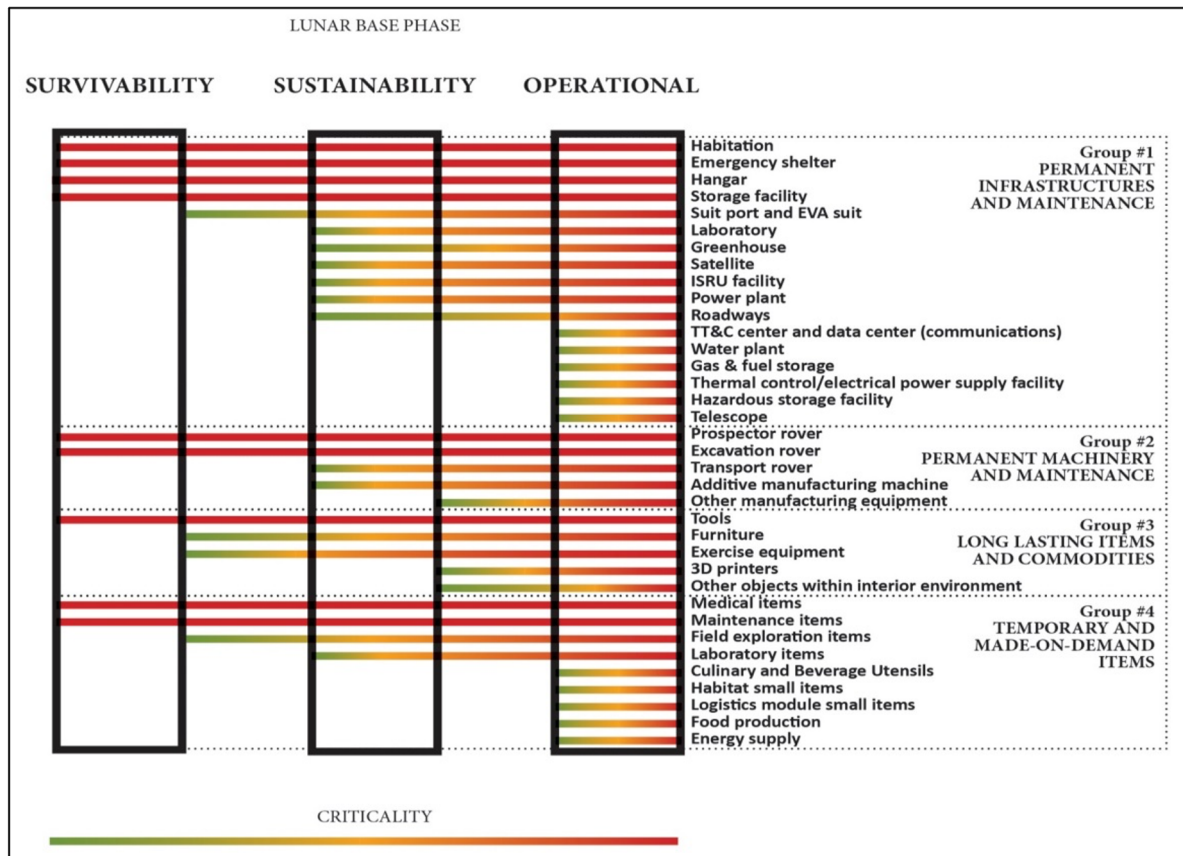 LUNAR BASE PHASE
SURVIVABILITY
SUSTAINABILITY
OPERATIONAL
Habitation
Emergency shelter
Hangar
Storage facility
Suit port and EVA suit
Laboratory
Greenhouse
Satellite
ISRU facility
Power plant
Roadways
TT&C center and data center (communications)
Water plant
Gas & fuel storage
Thermal control/electrical power supply facility
Hazardous storage facility
Telescope
Group #1
PERMANENT
INFRASTRUCTURES
AND MAINTENANCE
Prospector rover
Excavation rover
Transport rover
Additive manufacturing machine
Other manufacturing equipment
Group #2
PERMANENT MACHINERY
AND MAINTENANCE
Tools
Furniture
Exercise equipment
3D printers
Other objects within interior environment
Group #3
LONG LASTING ITEMS
AND COMMODITIES
Medical items
Maintenance items
Field exploration items
Laboratory items
Culinary and Beverage Utensils
Habitat small items
Logistics module small items
Food production
Energy supply
Group #4
TEMPORARY AND
MADE-ON-DEMAND
ITEMS
CRITICALITY